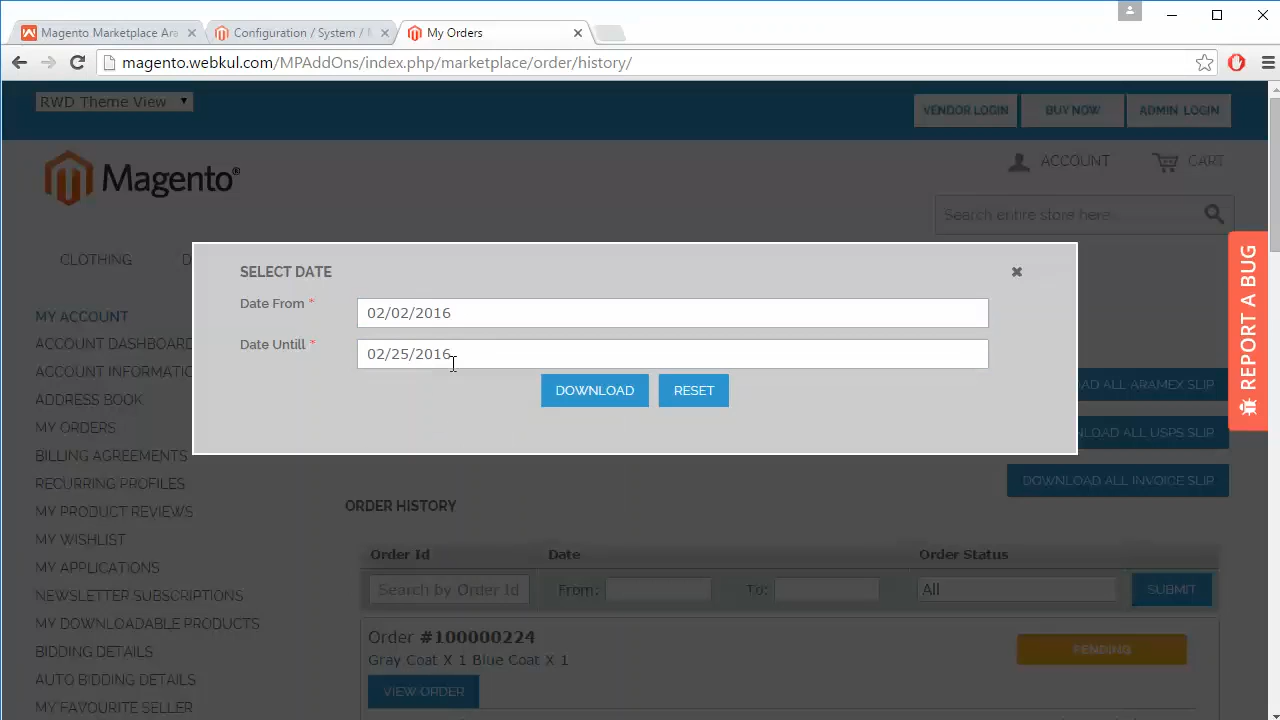 Magento Marketplace Ara
Configuration / System /
My Orders
magento.webkul.com/MPAddOns/index.php/marketplace/order/history/
RWD Theme View
VENDOR LOGIN
BUY NOW
ADMIN LOGIN
Magento®
ACCOUNT
CART
Search entire store here...
CLOTHING
SELECT DATE
Date From *
02/02/2016
Date Untill *
02/25/2016
DOWNLOAD
RESET
REPORT A BUG
MY ACCOUNT
ACCOUNT DASHBOARD
ACCOUNT INFORMATIO
ADDRESS BOOK
MY ORDERS
BILLING AGREEMENTS
RECURRING PROFILES
MY PRODUCT REVIEWS
MY WISHLIST
MY APPLICATIONS
NEWSLETTER SUBSCRIPTIONS
MY DOWNLOADABLE PRODUCTS
BIDDING DETAILS
AUTO BIDDING DETAILS
MY FAVOURITE SELLER
AD ALL ARAMEX SLIP
NLOAD ALL USPS SLIP
DOWNLOAD ALL INVOICE SLIP
ORDER HISTORY
Order Id
Date
Order Status
Search by Order Id
From:
To:
All
SUBMIT
Order #100000224
PENDING
Gray Coat X 1 Blue Coat X 1
VIEW ORDER